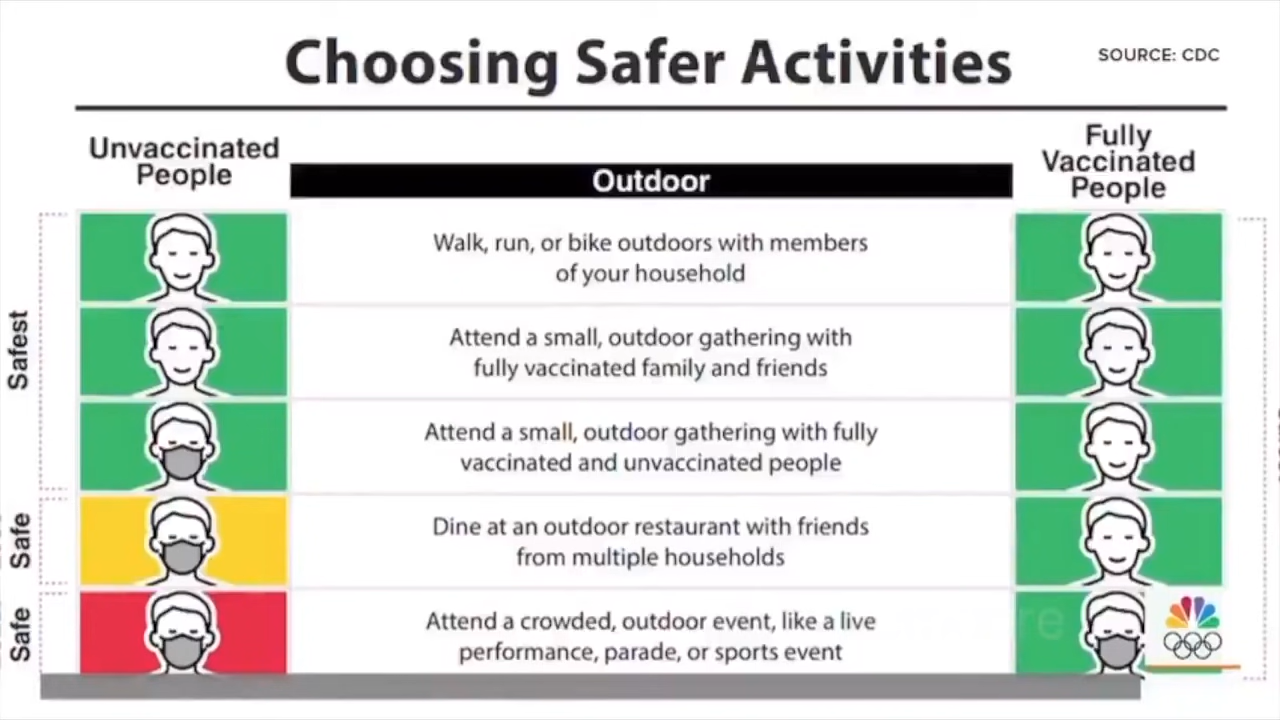 Choosing Safer Activities
SOURCE: CDC
Unvaccinated
People
Outdoor
Fully
Vaccinated
People
Safest
Walk, run, or bike outdoors with members
of your household
Attend a small, outdoor gathering with
fully vaccinated family and friends
Attend a small, outdoor gathering with fully
vaccinated and unvaccinated people
Safe
Dine at an outdoor restaurant with friends
from multiple households
Safe
Attend a crowded, outdoor event, like a live
performance, parade, or sports event